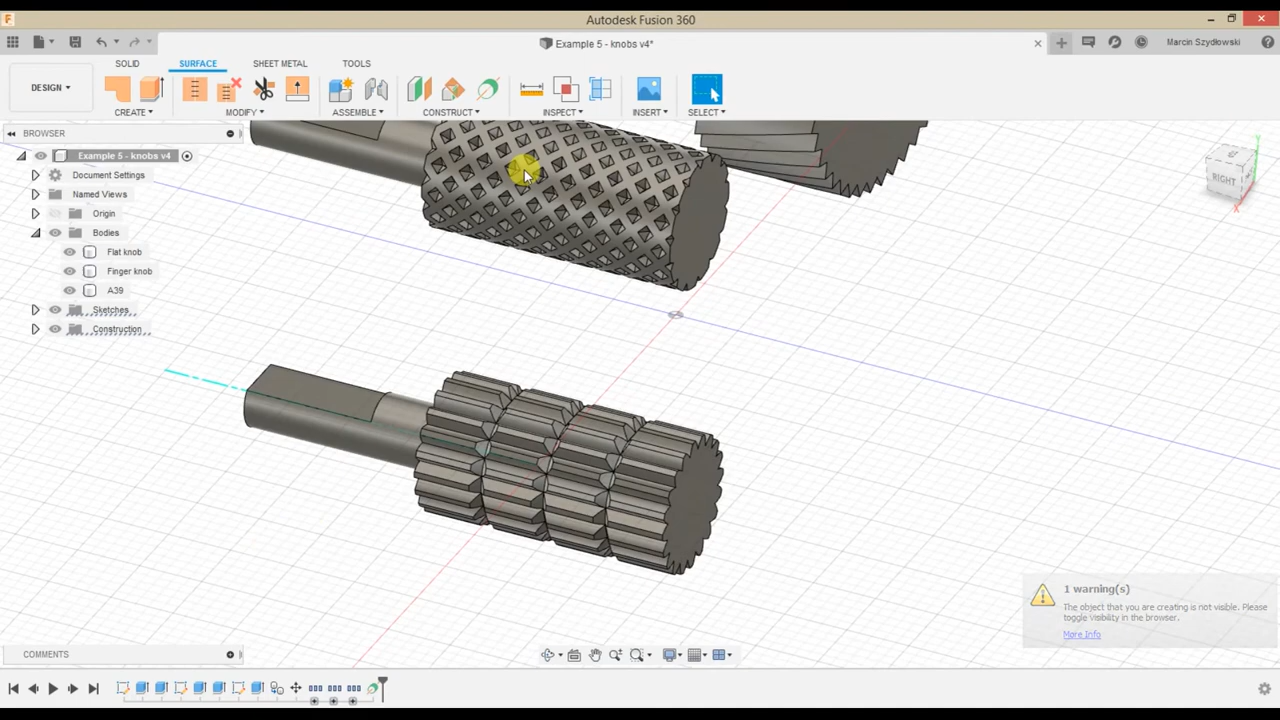 Autodesk Fusion 360
Example 5 - knobs v4*
Marcin Szydłowski
DESIGN
SOLID SURFACE SHEET METAL TOOLS
CREATE MODIFY ASSEMBLE CONSTRUCT INSPECT INSERT SELECT
BROWSER
Example 5 - knobs v4
Document Settings
Named Views
Origin
Bodies
Flat knob
Finger knob
A39
Sketches
Construction
RIGHT
1 warning(s)
The object that you are creating is not visible. Please
toggle visibility in the browser.
More Info
COMMENTS